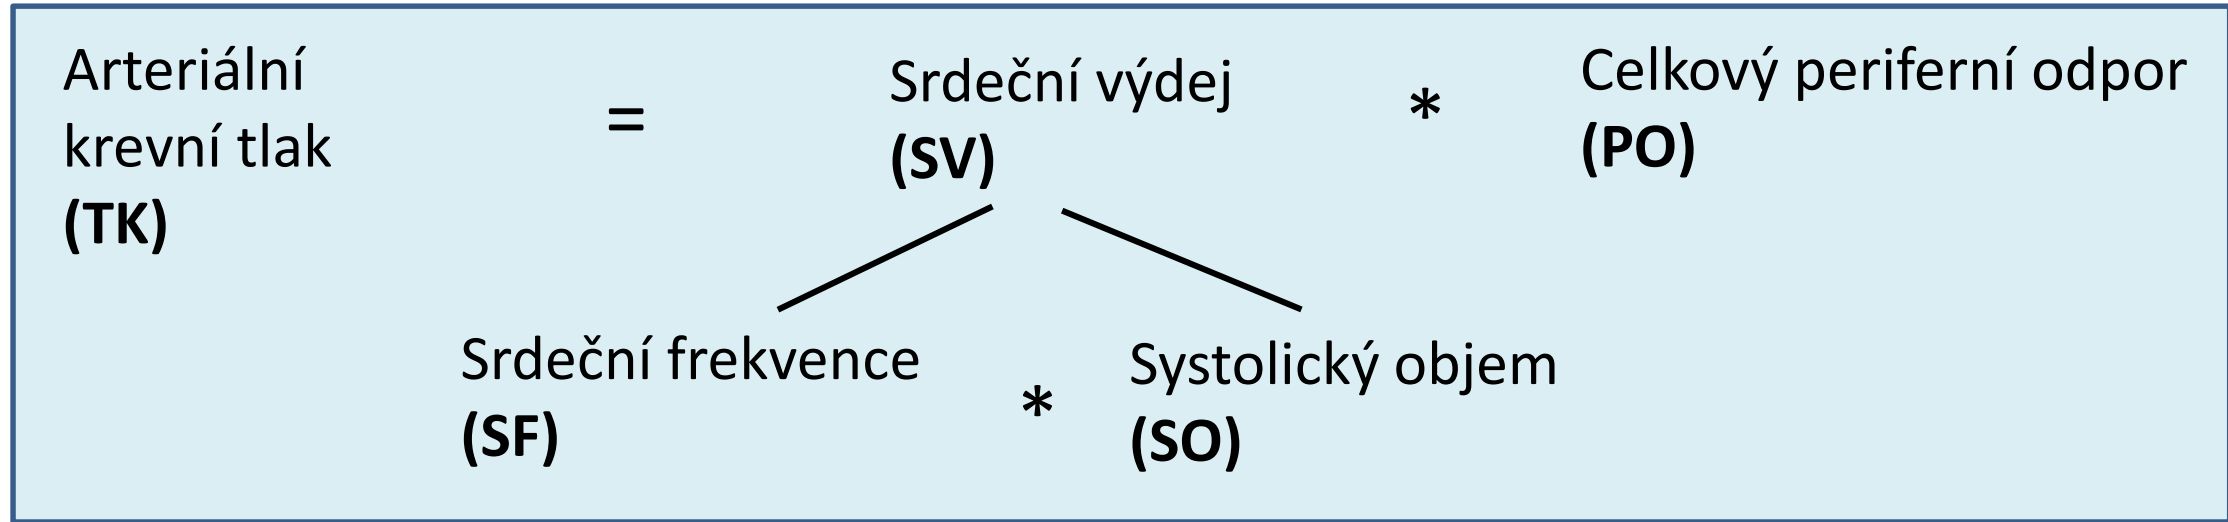 Arteriální
krevní tlak
(TK)
=
Srdeční výdej
(SV)
*
Celkový periferní odpor
(PO)
Srdeční frekvence
(SF)
*
Systolický objem
(SO)